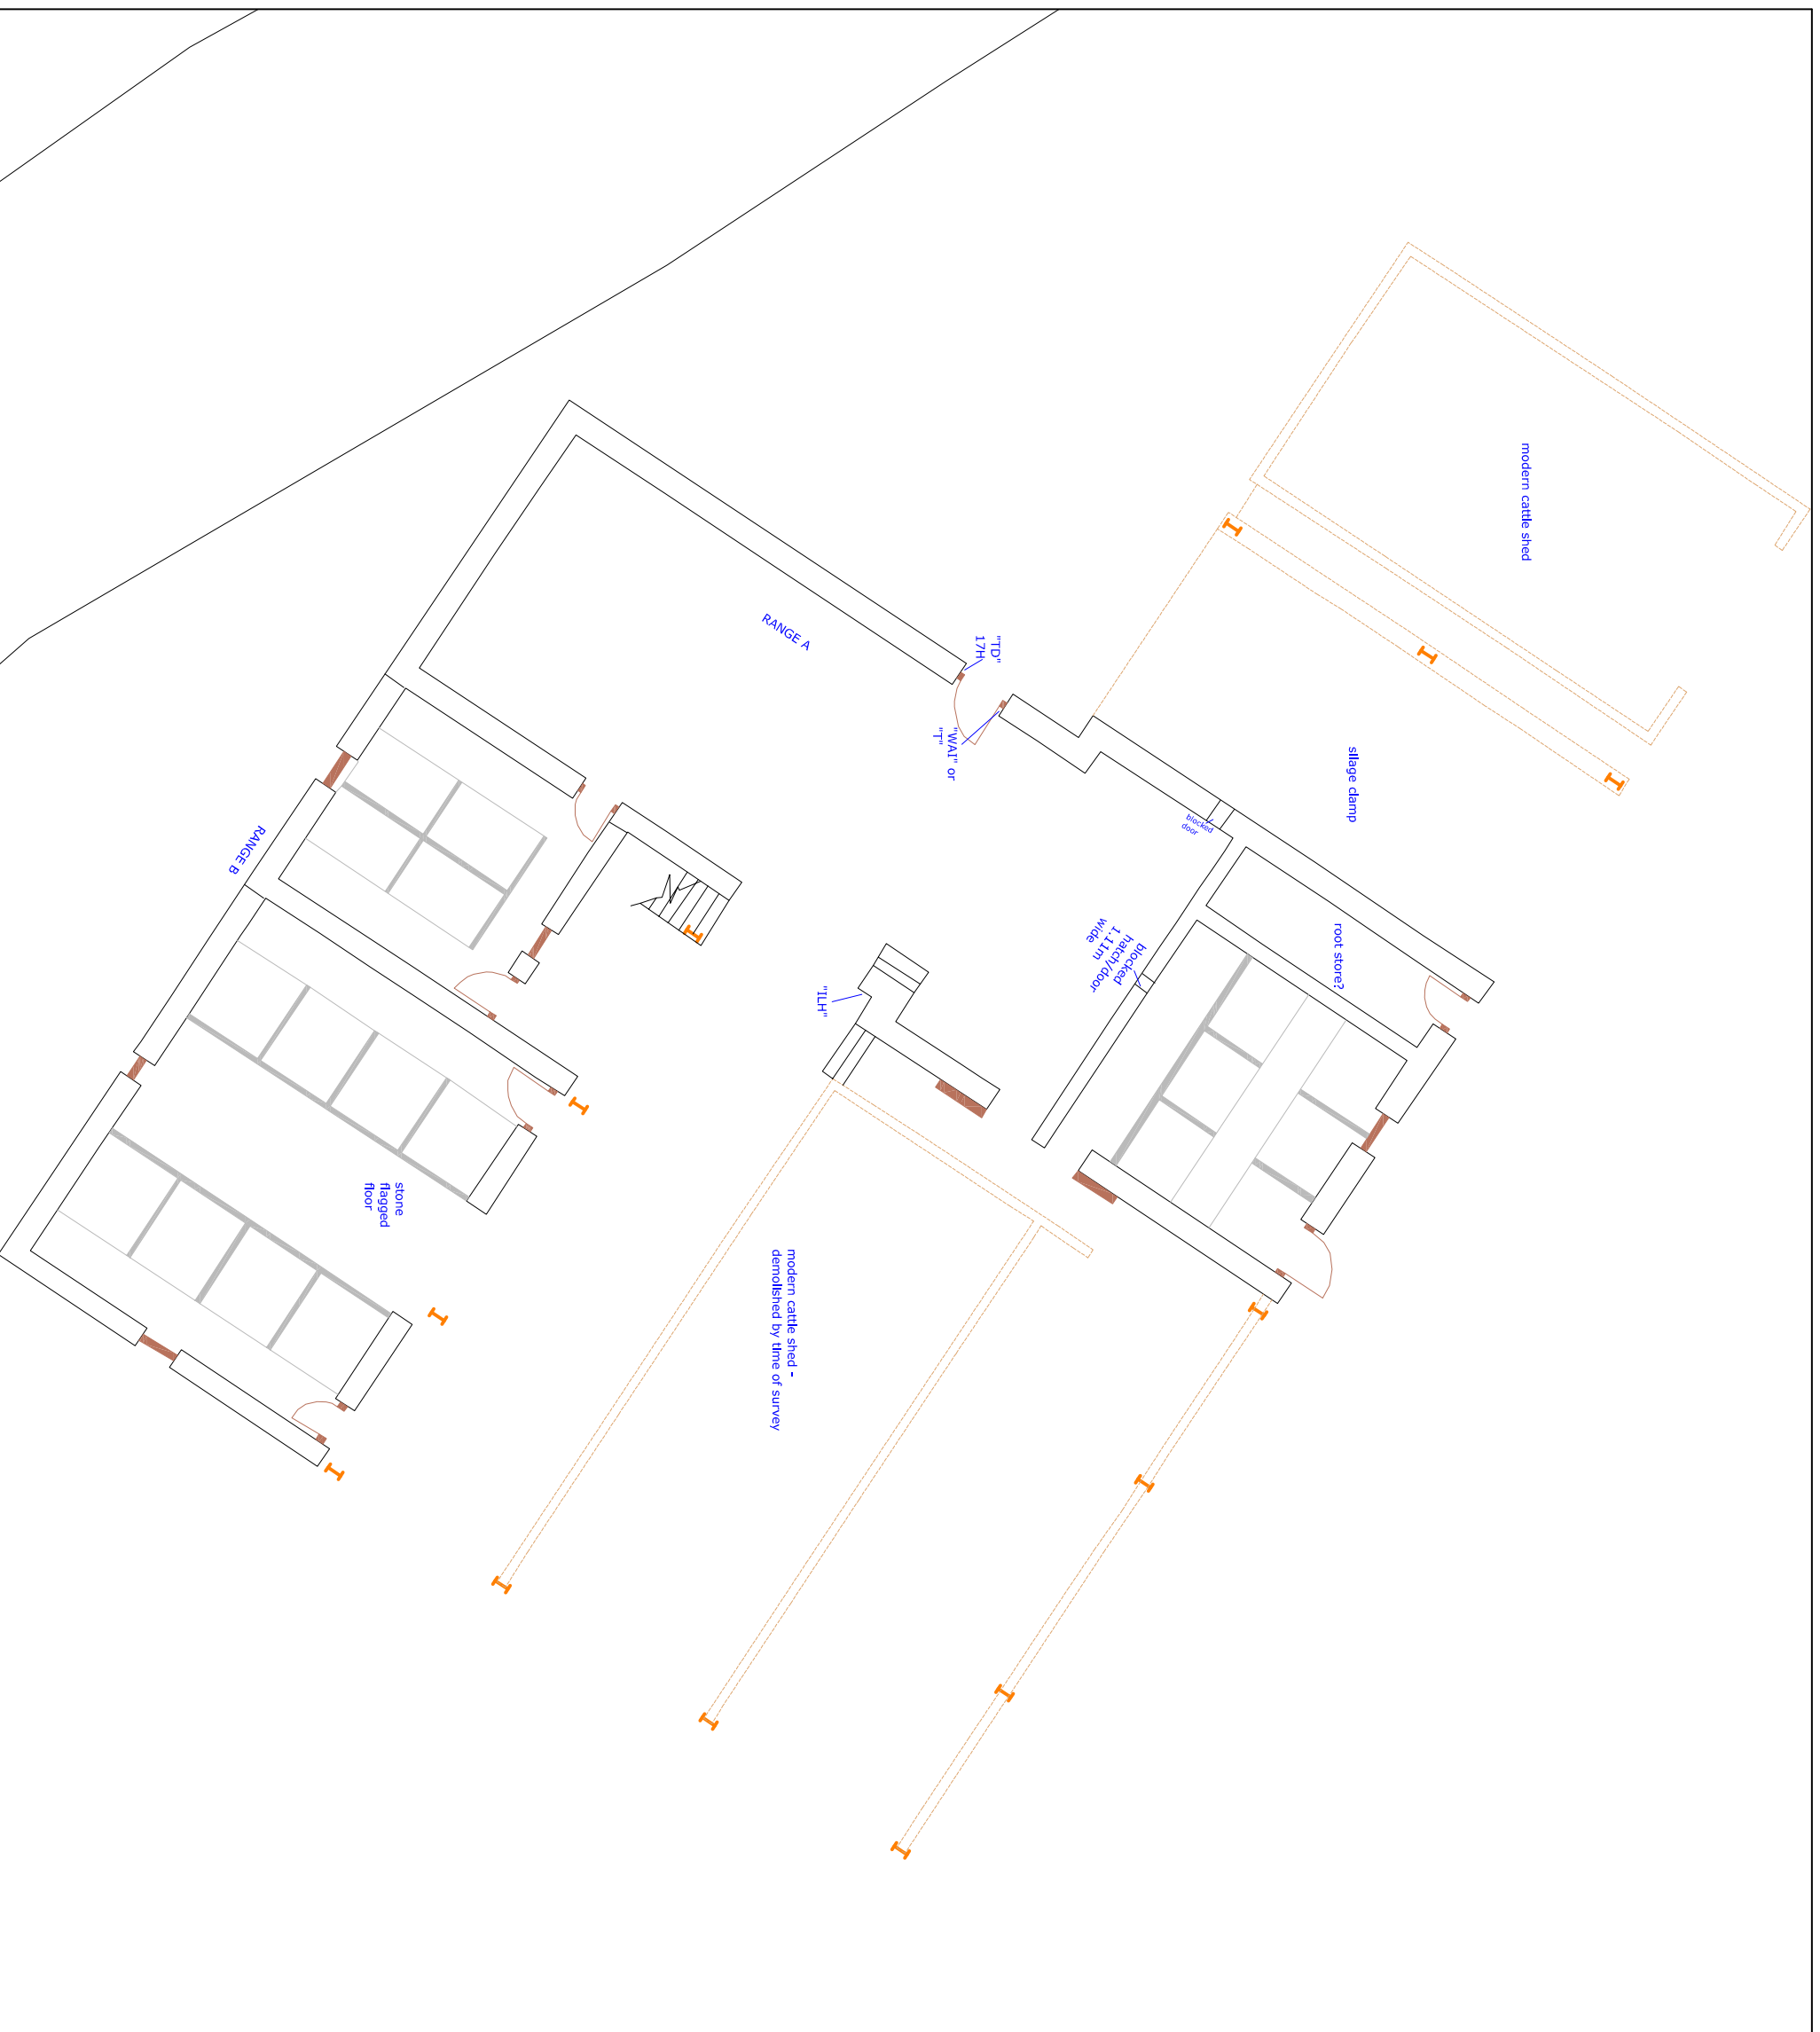 modern cattle shed
silage clamp
RANGE A
"TD"
17H
"WAI" or
"T"
blocked
door
root store?
blocked
hatch/door
1.11m
wide
"ILH"
RANGE B
stone
flagged
floor
modern cattle shed -
demolished by time of survey